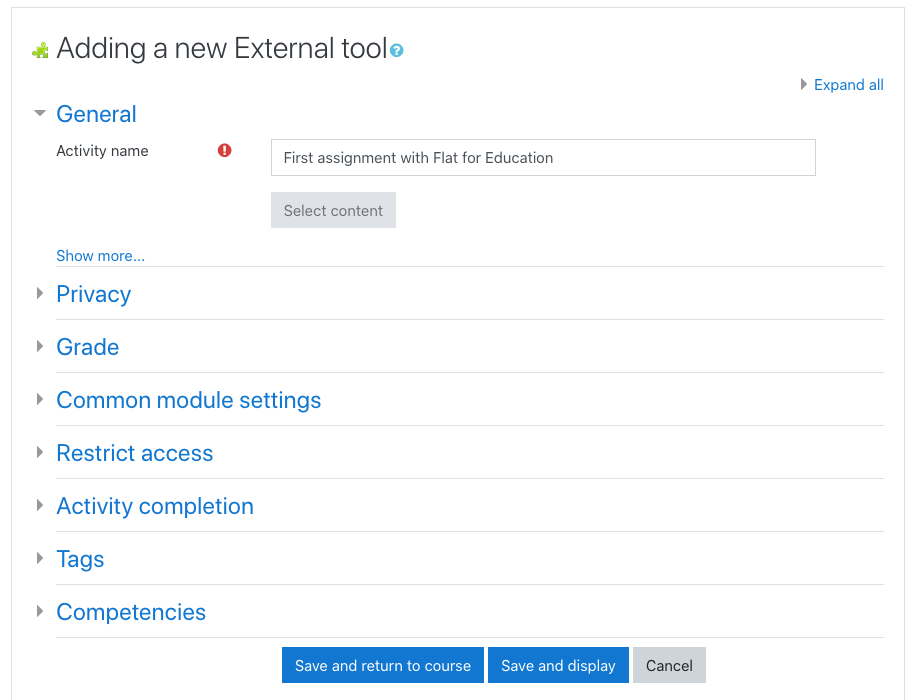 Adding a new External tool
Expand all
General
Activity name
First assignment with Flat for Education
Select content
Show more...
Privacy
Grade
Common module settings
Restrict access
Activity completion
Tags
Competencies
Save and return to course
Save and display
Cancel